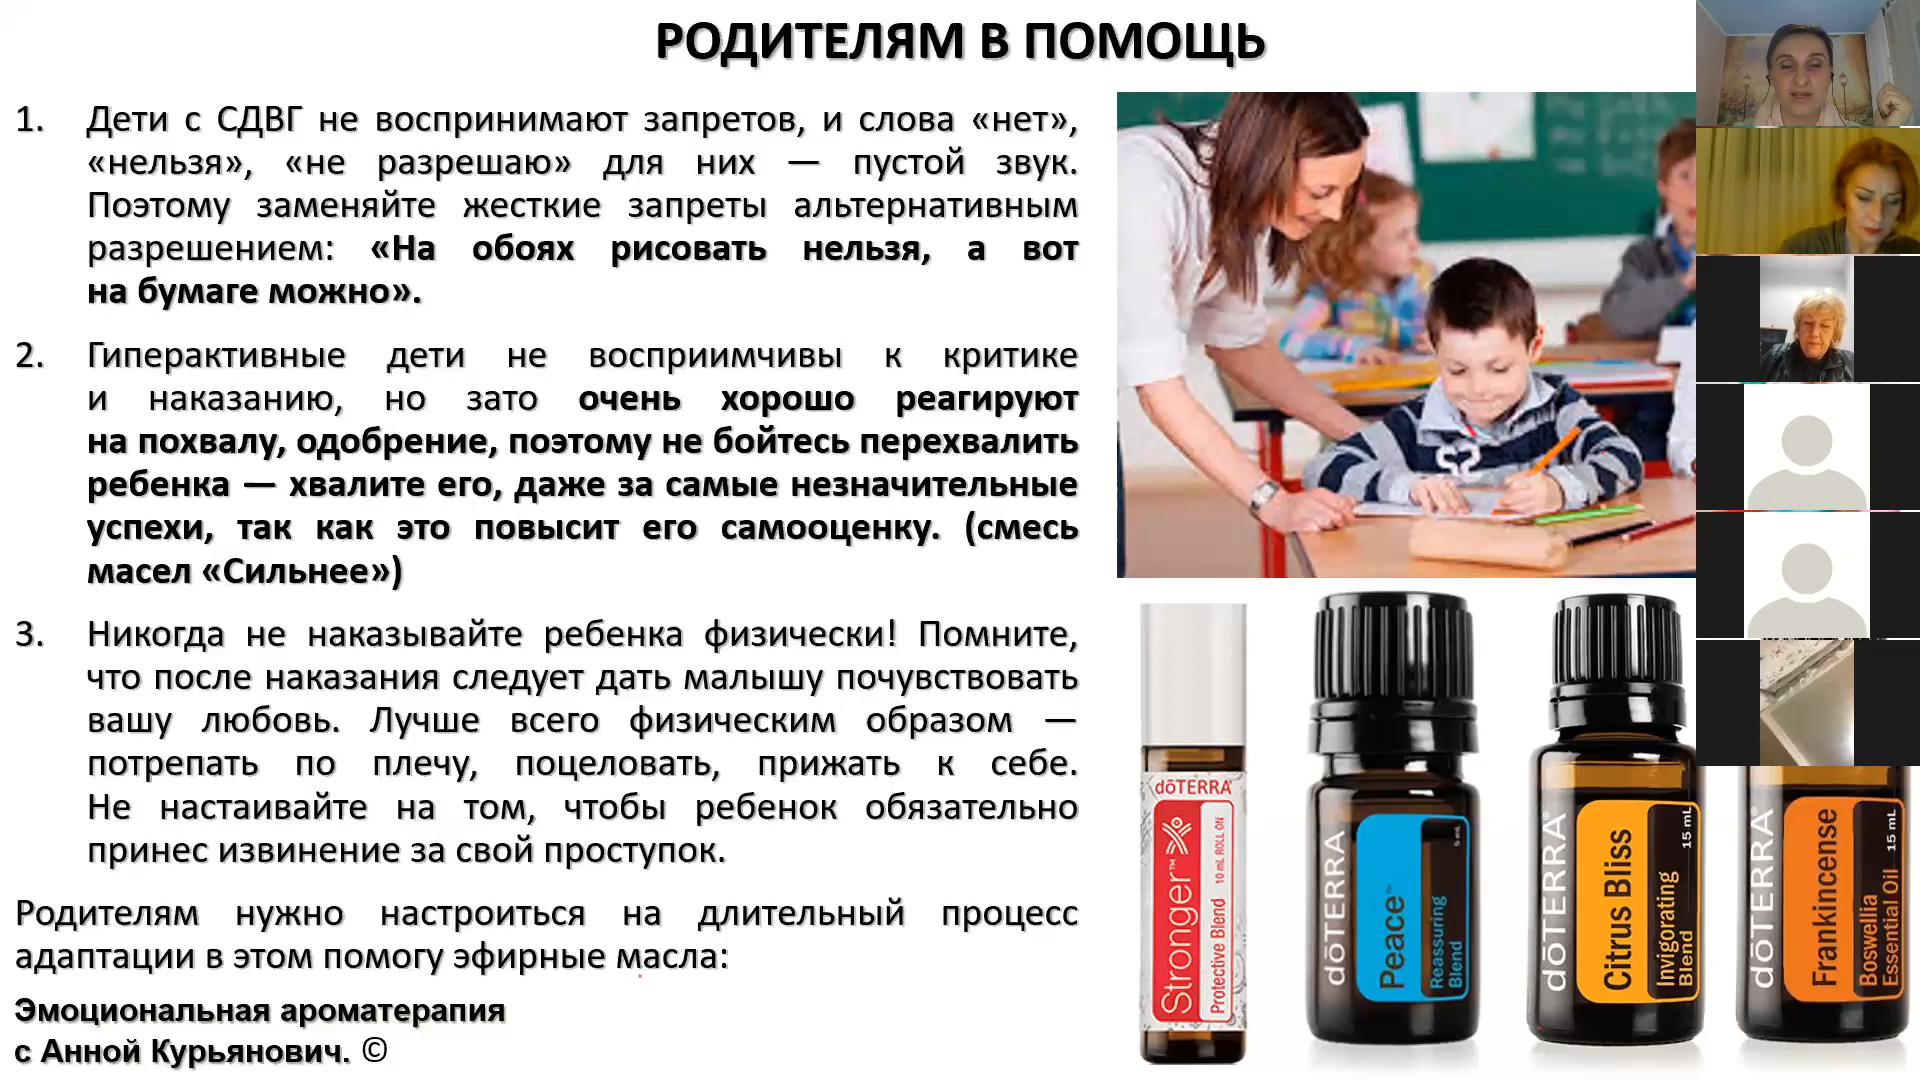 РОДИТЕЛЯМ В ПОМОЩЬ
1. Дети с СДВГ не воспринимают запретов, и слова «нет»,
«нельзя», «не разрешаю» для них — пустой звук.
Поэтому заменяйте жесткие запреты альтернативным
разрешением: «На обоях рисовать нельзя, а вот
на бумаге можно».
2. Гиперактивные дети не восприимчивы к критике
и наказанию, но зато очень хорошо реагируют
на похвалу, одобрение, поэтому не бойтесь перехвалить
ребенка — хвалите его, даже за самые незначительные
успехи, так как это повысит его самооценку. (смесь
масел «Сильнее»)
3. Никогда не наказывайте ребенка физически! Помните,
что после наказания следует дать малышу почувствовать
вашу любовь. Лучше всего физическим образом —
потрепать по плечу, поцеловать, прижать к себе.
Не настаивайте на том, чтобы ребенок обязательно
принес извинение за свой проступок.
Родителям нужно настроиться на длительный процесс
адаптации в этом помогу эфирные масла:
Эмоциональная ароматерапия
с Анной Курьянович. ©
dōTERRA
Stronger™
Protective Blend 10 mL ROLL ON
dōTERRA
Peace™
Reassuring
Blend
5 mL
dōTERRA®
Citrus Bliss
Invigorating
Blend
15 mL
dōTERRA®
Frankincense
Boswellia
Essential Oil
15 mL